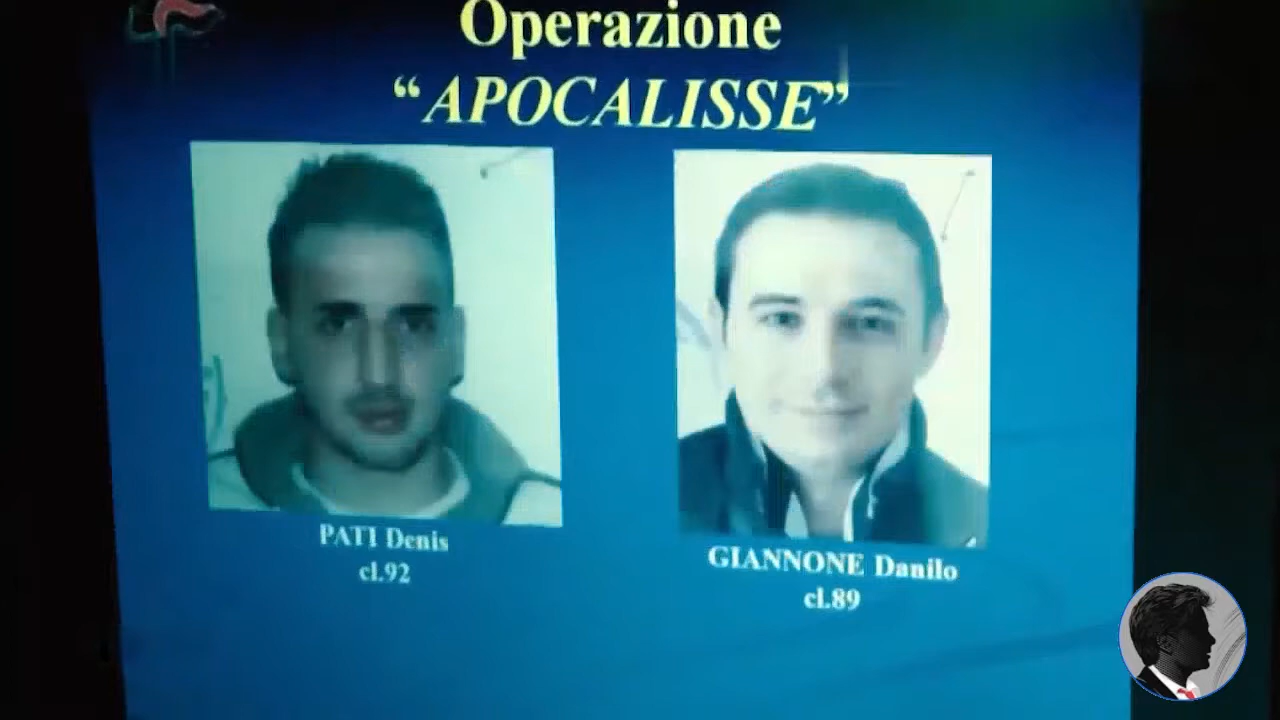 Operazione
“APOCALISSE”
PATI Denis
cl.92
GIANNONE Danilo
cl.89